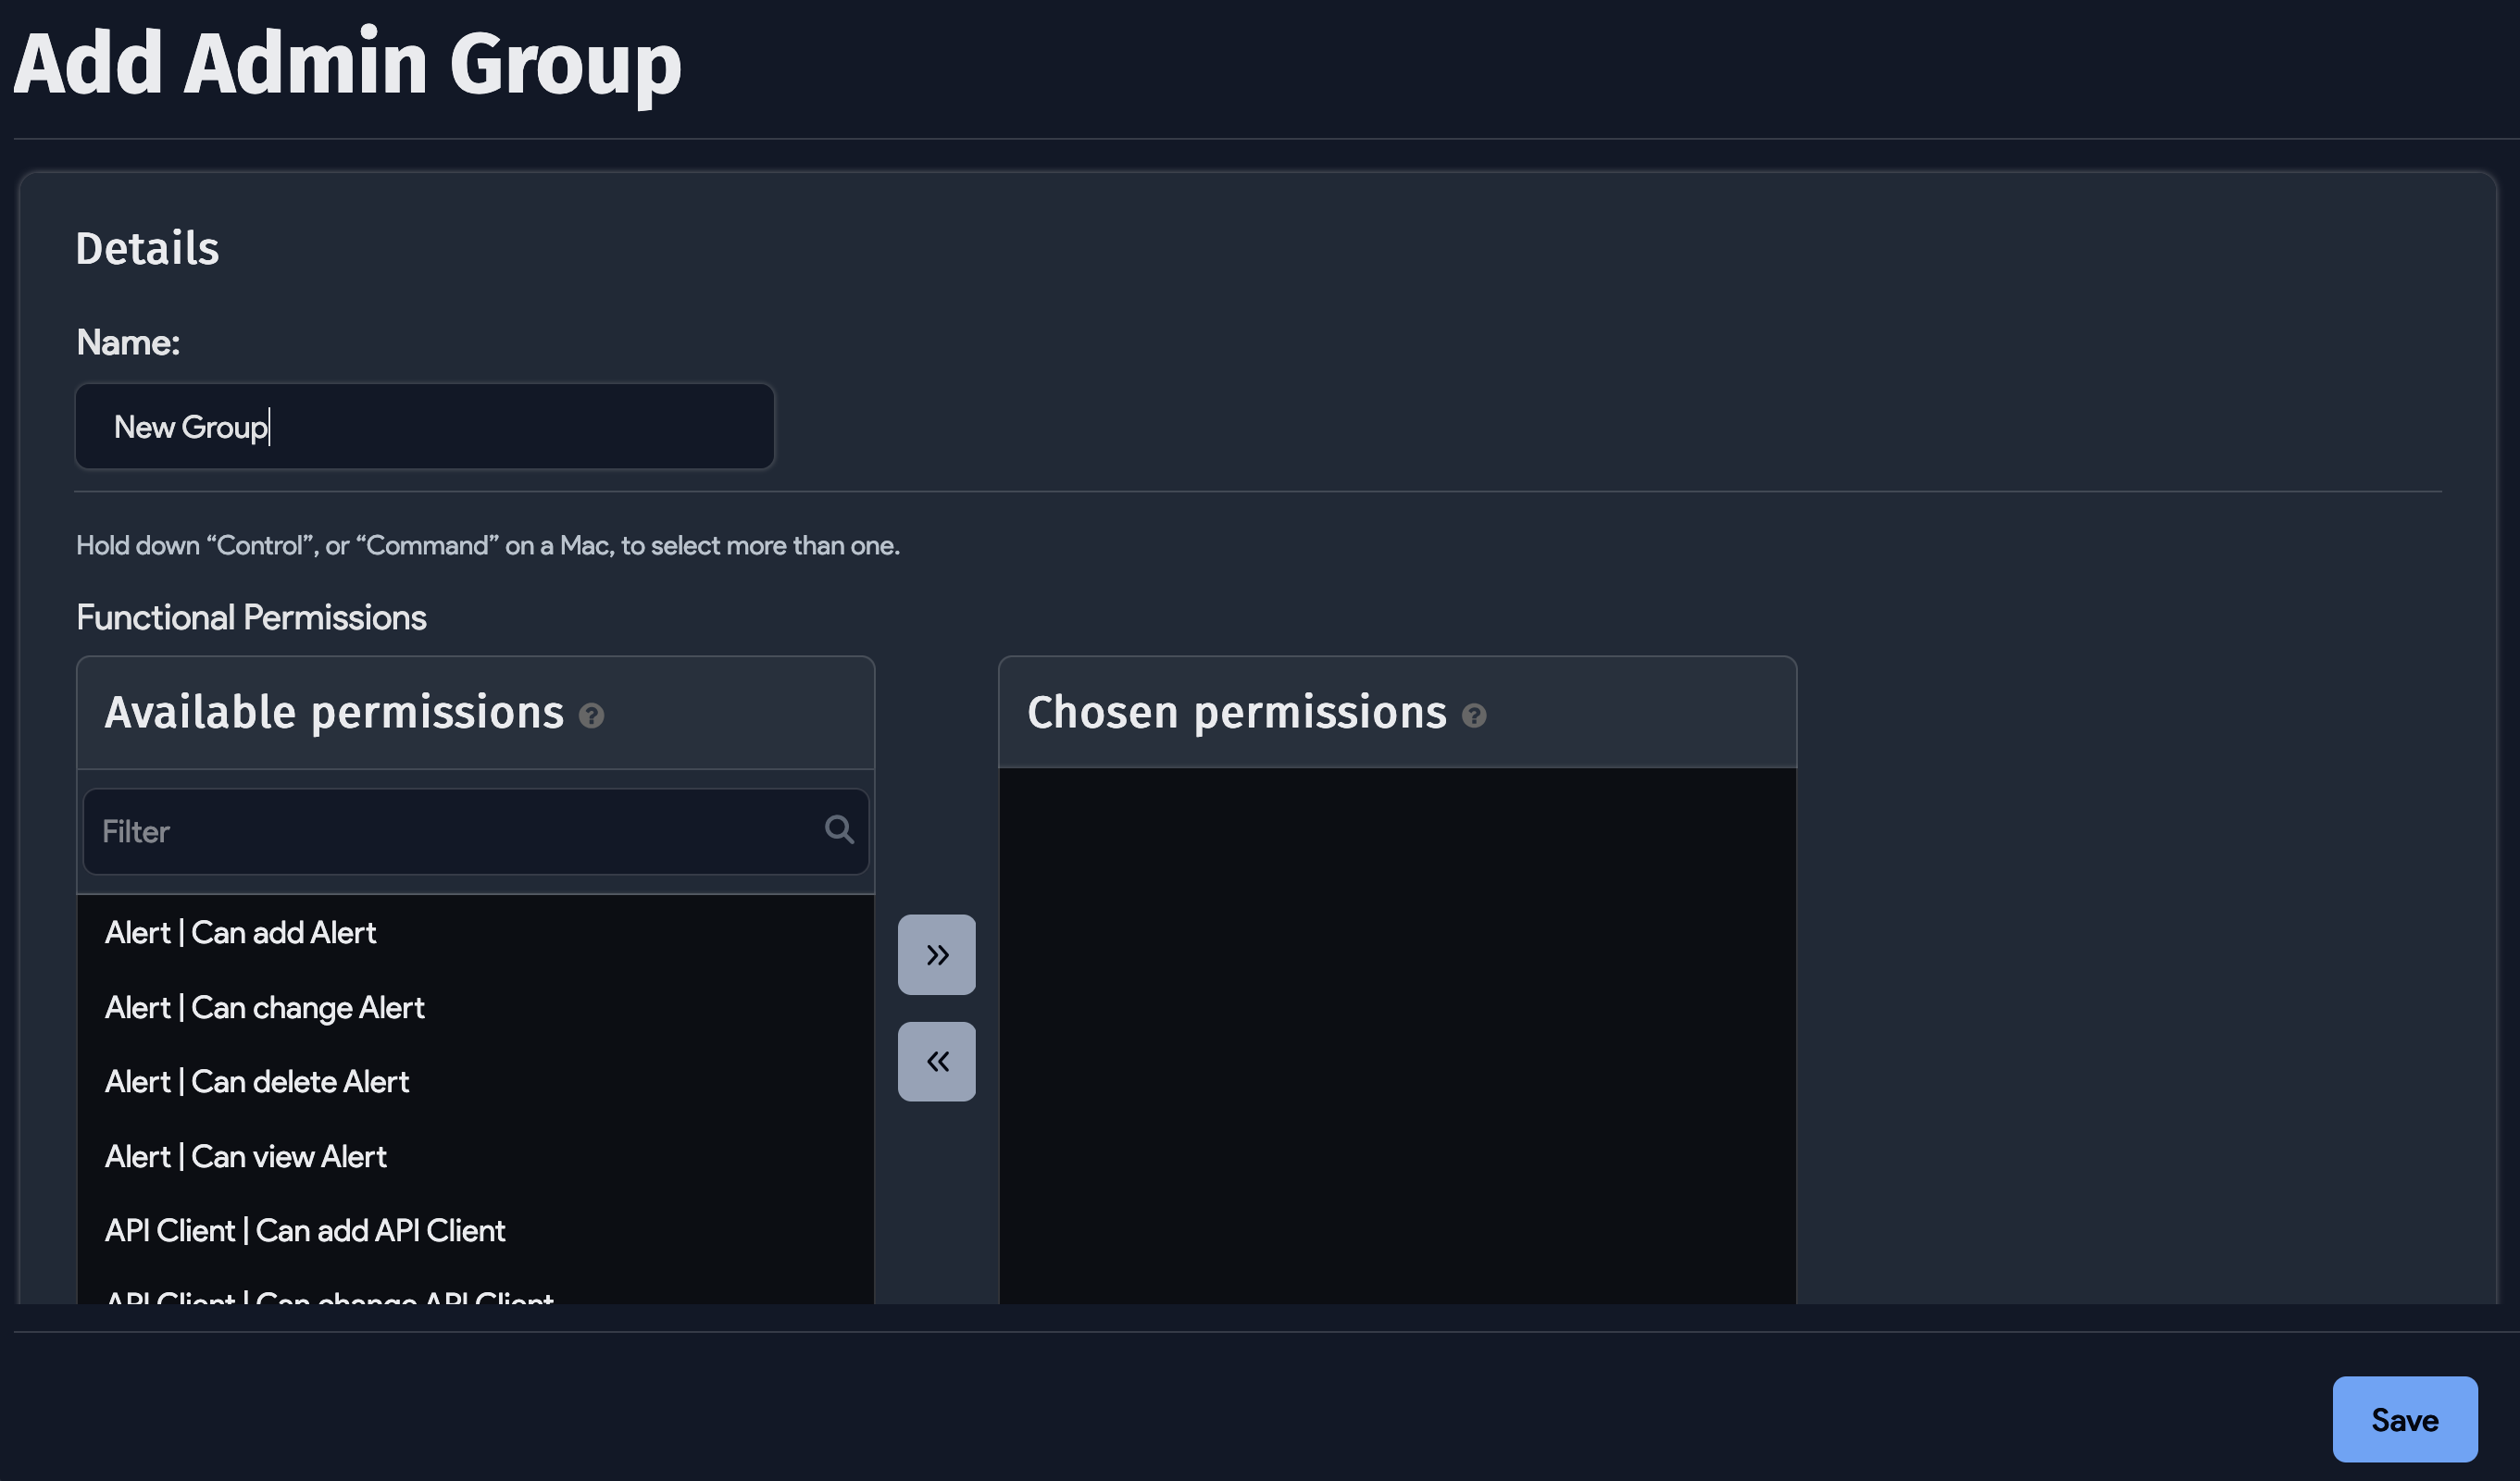 Add Admin Group
Details
Name:
New Group
Hold down “Control”, or “Command” on a Mac, to select more than one.
Functional Permissions
Available permissions
Chosen permissions
Filter
Alert | Can add Alert
Alert | Can change Alert
Alert | Can delete Alert
Alert | Can view Alert
API Client | Can add API Client
API Client | Can change API Client
Save